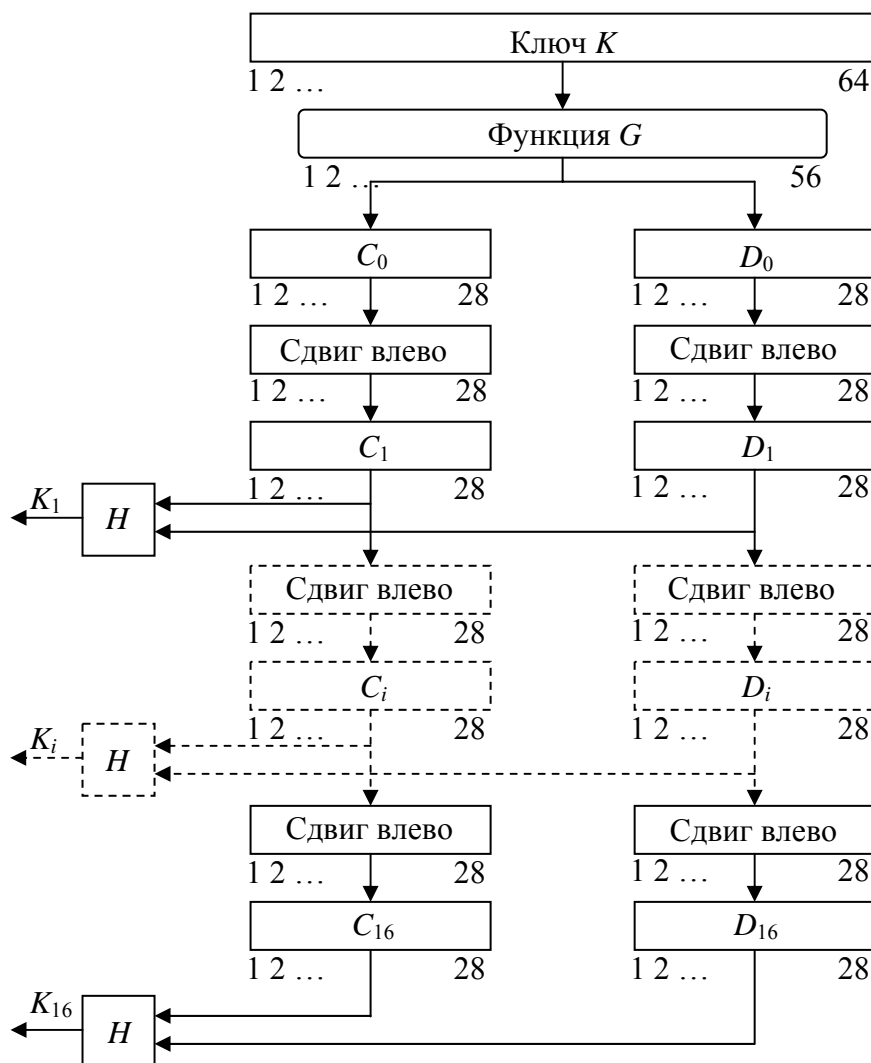 Ключ K
1 2 … 64
Функция G
1 2 … 56
C0 D0
1 2 … 28 1 2 … 28
Сдвиг влево Сдвиг влево
1 2 … 28 1 2 … 28
C1 D1
1 2 … 28 1 2 … 28
K1 H
Сдвиг влево Сдвиг влево
1 2 … 28 1 2 … 28
Ci Di
1 2 … 28 1 2 … 28
Ki H
Сдвиг влево Сдвиг влево
1 2 … 28 1 2 … 28
C16 D16
1 2 … 28 1 2 … 28
K16 H